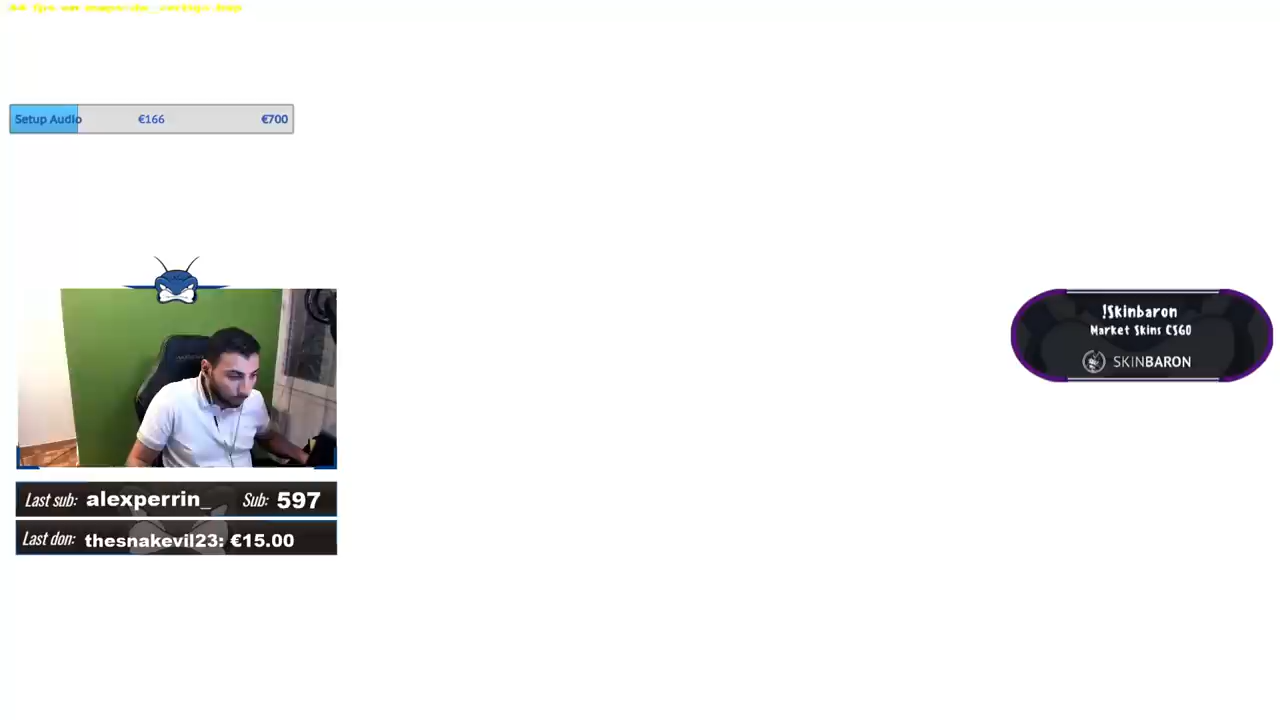 Setup Audio €166 €700
!Skinbaron
Market Skins CSGO
SKINBARON
Last sub: alexperrin_ Sub: 597
Last don: thesnakevil23: €15.00